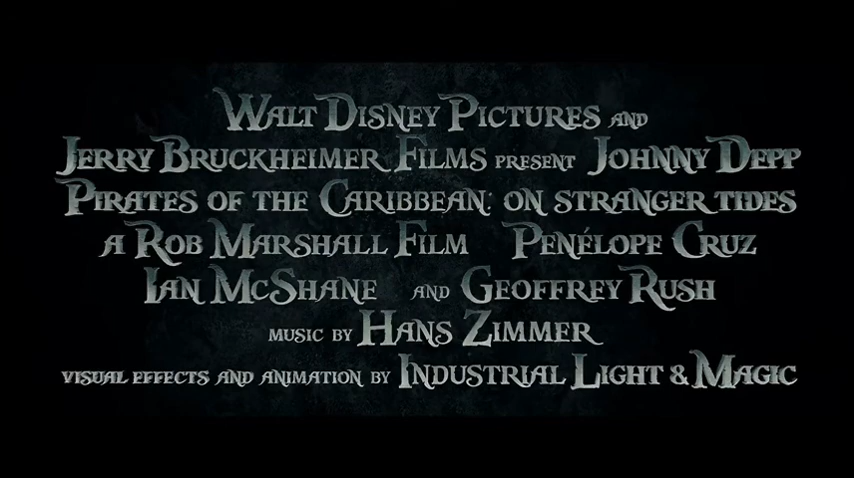 Walt Disney Pictures and
Jerry Bruckheimer Films present Johnny Depp
Pirates of the Caribbean: On Stranger Tides
a Rob Marshall Film Penélope Cruz
Ian McShane and Geoffrey Rush
music by Hans Zimmer
visual effects and animation by Industrial Light & Magic